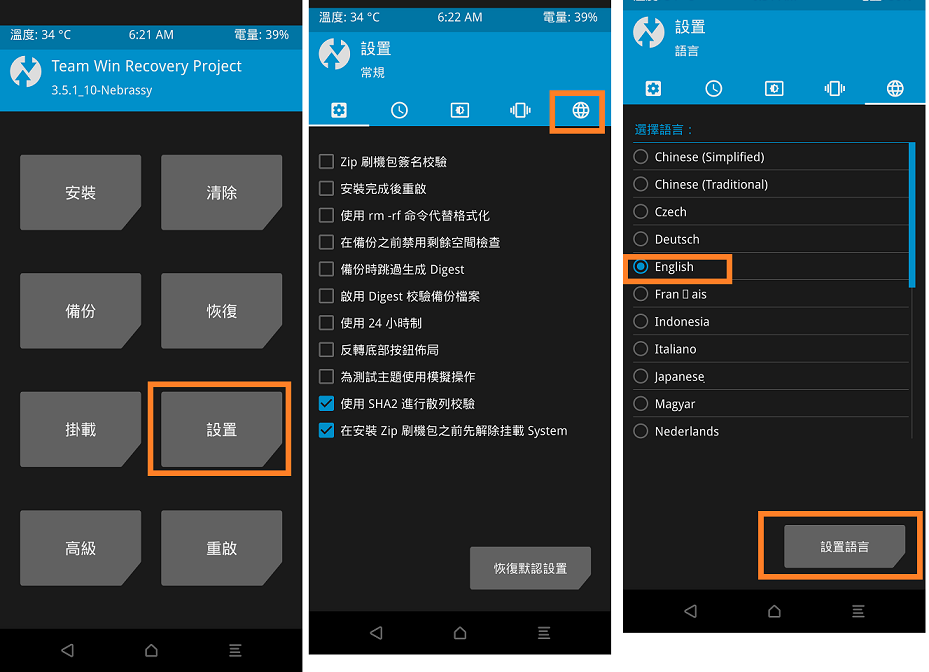 溫度: 34 °C 6:21 AM 電量: 39%
Team Win Recovery Project
3.5.1_10-Nebrassy
安裝 清除
備份 恢復
掛載 設置
高級 重啟
溫度: 34 °C 6:22 AM 電量: 39%
設置
常規
Zip 刷機包簽名校驗
安裝完成後重啟
使用 rm -rf 命令代替格式化
在備份之前禁用剩餘空間檢查
備份時跳過生成 Digest
啟用 Digest 校驗備份檔案
使用 24 小時制
反轉底部按鈕佈局
為測試主題使用模擬操作
使用 SHA2 進行散列校驗
在安裝 Zip 刷機包之前先解除掛載 System
恢復默認設置
設置
語言
選擇語言：
Chinese (Simplified)
Chinese (Traditional)
Czech
Deutsch
English
Fran▯ais
Indonesia
Italiano
Japanese
Magyar
Nederlands
設置語言